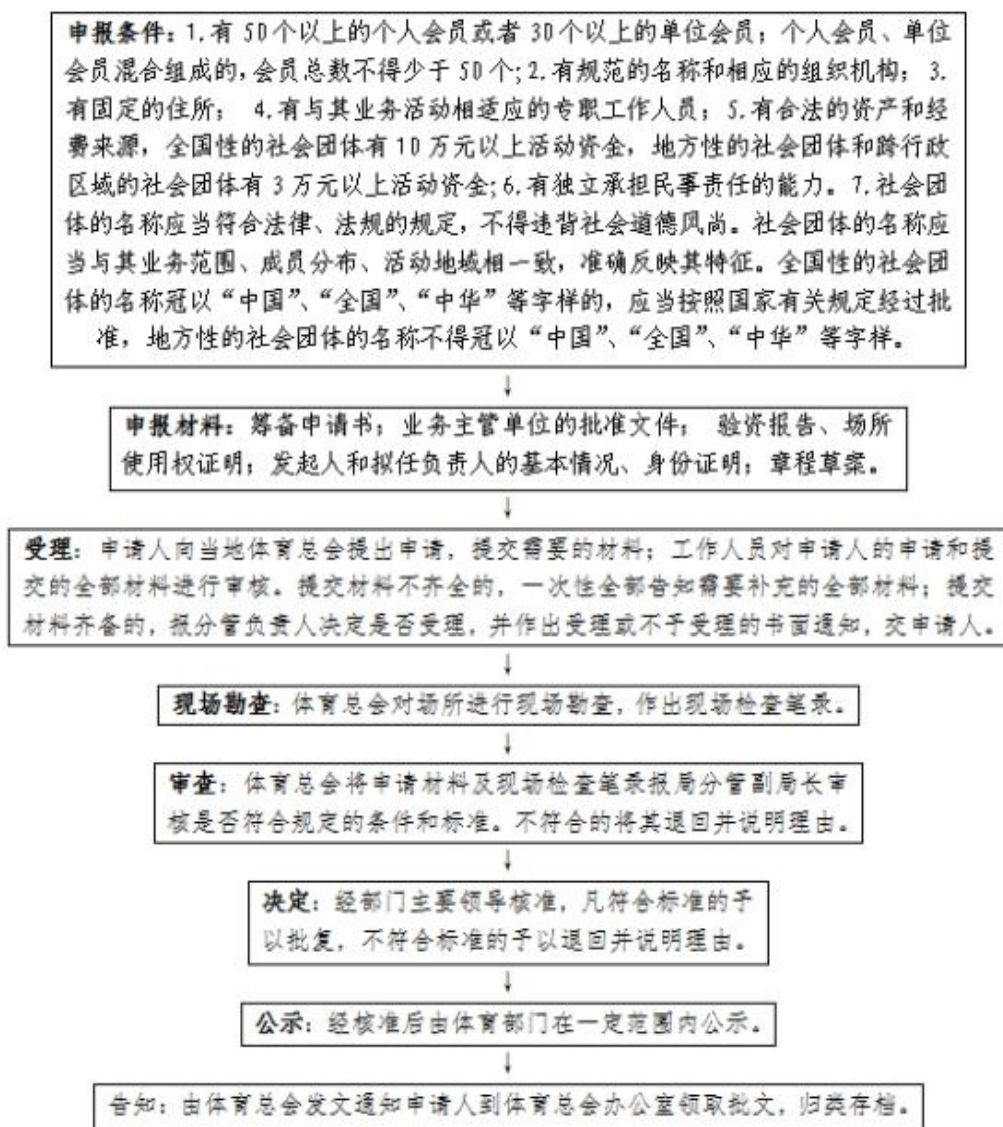 申报条件：1.有50个以上的个人会员或者30个以上的单位会员；个人会员、单位
会员混合组成的，会员总数不得少于50个；2.有规范的名称和相应的组织机构； 3.
有固定的住所； 4.有与其业务活动相适应的专职工作人员；5.有合法的资产和经
费来源，全国性的社会团体有10万元以上活动资金，地方性的社会团体和跨行政
区域的社会团体有3万元以上活动资金；6.有独立承担民事责任的能力。7.社会团
体的名称应当符合法律、法规的规定，不得违背社会道德风尚。社会团体的名称应
当与其业务范围、成员分布、活动地域相一致，准确反映其特征。全国性的社会团
体的名称冠以“中国”、“全国”、“中华”等字样的，应当按照国家有关规定经过批
准，地方性的社会团体的名称不得冠以“中国”、“全国”、“中华”等字样。
申报材料：筹备申请书；业务主管单位的批准文件； 验资报告、场所
使用权证明；发起人和拟任负责人的基本情况、身份证明；章程草案。
受理：申请人向当地体育总会提出申请，提交需要的材料；工作人员对申请人的申请和提
交的全部材料进行审核。提交材料不齐全的，一次性全部告知需要补充的全部材料；提交
材料齐备的，报分管负责人决定是否受理，并作出受理或不予受理的书面通知，交申请人。
现场勘查：体育总会对场所进行现场勘查，作出现场检查笔录。
审查：体育总会将申请材料及现场检查笔录报局分管副局长审
核是否符合规定的条件和标准。不符合的将其退回并说明理由。
决定：经部门主要领导核准，凡符合标准的予
以批复，不符合标准的予以退回并说明理由。
公示：经核准后由体育部门在一定范围内公示。
告知：由体育总会发文通知申请人到体育总会办公室领取批文，归类存档。